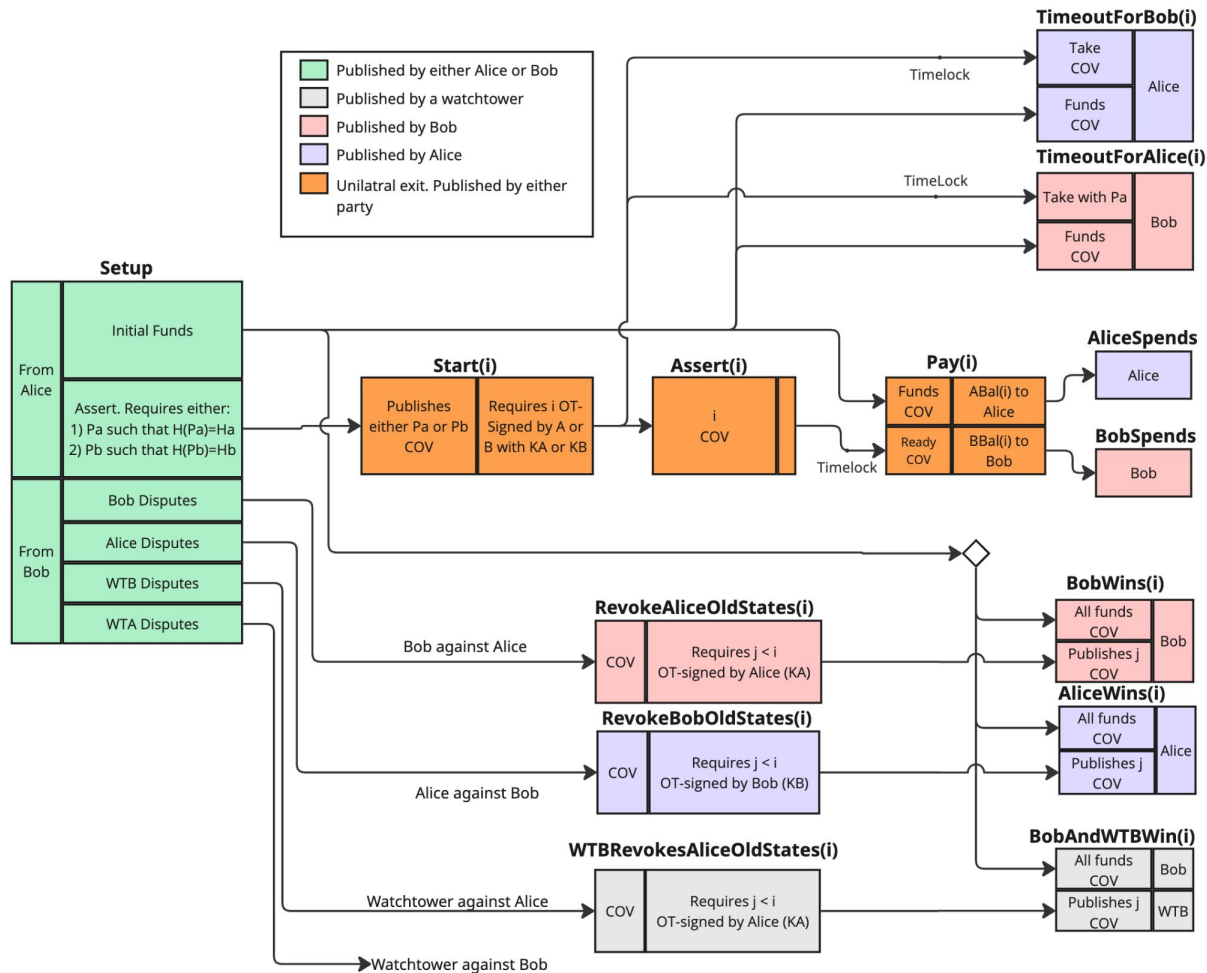 TimeoutForBob(i)
Take
COV
Alice
Funds
COV
Timelock
Published by either Alice or Bob
Published by a watchtower
Published by Bob
Published by Alice
Unilatral exit. Published by either
party
TimeoutForAlice(i)
TimeLock
Take with Pa
Bob
Funds
COV
Setup
From
Alice
Initial Funds
Assert. Requires either:
1) Pa such that H(Pa)=Ha
2) Pb such that H(Pb)=Hb
From
Bob
Bob Disputes
Alice Disputes
WTB Disputes
WTA Disputes
Start(i)
Publishes
either Pa or Pb
COV
Requires i OT-
Signed by A or
B with KA or KB
Assert(i)
i
COV
Timelock
Pay(i)
Funds
COV
ABal(i) to
Alice
Ready
COV
BBal(i) to
Bob
AliceSpends
Alice
BobSpends
Bob
Bob against Alice
RevokeAliceOldStates(i)
COV
Requires j < i
OT-signed by Alice (KA)
BobWins(i)
All funds
COV
Bob
Publishes j
COV
Alice against Bob
RevokeBobOldStates(i)
COV
Requires j < i
OT-signed by Bob (KB)
AliceWins(i)
All funds
COV
Alice
Publishes j
COV
Watchtower against Alice
WTBRevokesAliceOldStates(i)
COV
Requires j < i
OT-signed by Alice (KA)
BobAndWTBWin(i)
All funds
COV
Bob
Publishes j
COV
WTB
Watchtower against Bob